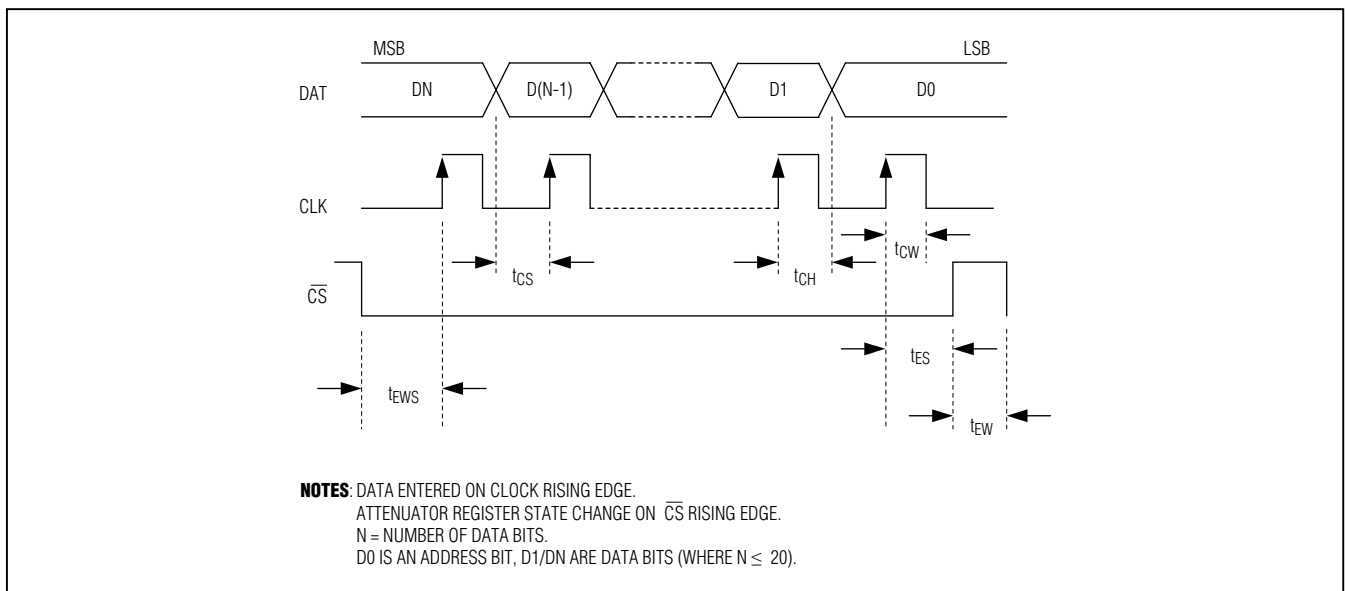 MSB LSB
DAT DN D(N-1) D1 D0
CLK
tCW
tCS tCH
CS
tES
tEWS
tEW
NOTES: DATA ENTERED ON CLOCK RISING EDGE.
ATTENUATOR REGISTER STATE CHANGE ON CS RISING EDGE.
N = NUMBER OF DATA BITS.
D0 IS AN ADDRESS BIT, D1/DN ARE DATA BITS (WHERE N ≤ 20).